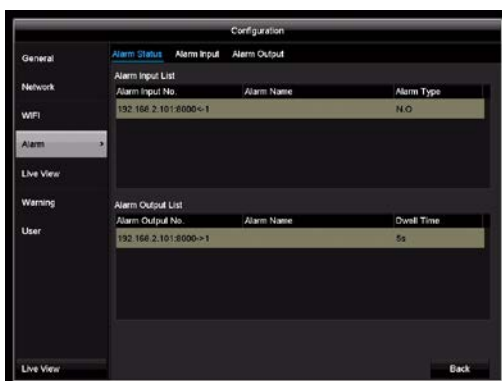 Configuration
General
Network
WIFI
Alarm
Live View
Warning
User
Alarm Status Alarm Input Alarm Output
Alarm Input List
Alarm Input No. Alarm Name Alarm Type
192.168.2.101:8000<-1 N.O
Alarm Output List
Alarm Output No. Alarm Name Dwell Time
192.168.2.101:8000->1 5s
Live View Back